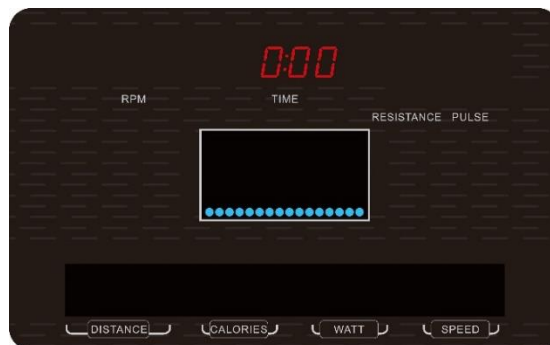 0:00
RPM TIME
RESISTANCE PULSE
DISTANCE CALORIES WATT SPEED